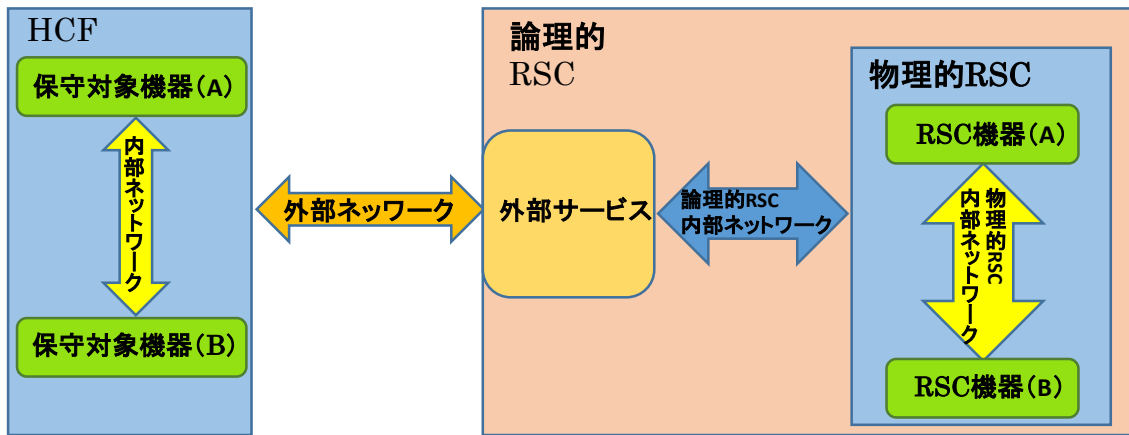 HCF
保守対象機器(A)
内部ネットワーク
保守対象機器(B)
外部ネッワーク
論理的
RSC
外部サービス
論理的RSC
内部ネットワーク
物理的RSC
RSC機器(A)
物理的RSC
内部ネットワーク
RSC機器(B)